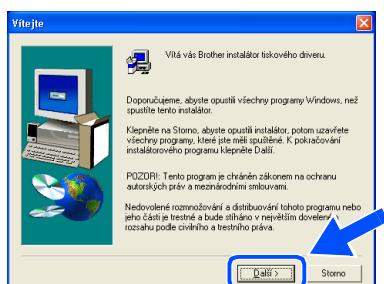 Vítejte
Vítá vás Brother instalátor tiskového driveru.
Doporučujeme, abyste opustili všechny programy Windows, než
spustíte tento instalátor.
Klepněte na Storno, abyste opustili instalátor, potom uzavřete
všechny programy, které jste měli spuštěné. K pokračování
instalátorového programu klepněte Další.
POZOR!: Tento program je chráněn zákonem na ochranu
autorských práv a mezinárodními smlouvami.
Nedovolené rozmnožování a distribuování tohoto programu nebo
jeho části je trestné a bude stíháno v největším dovoleném
rozsahu podle civilního a trestního práva.
Další >
Storno